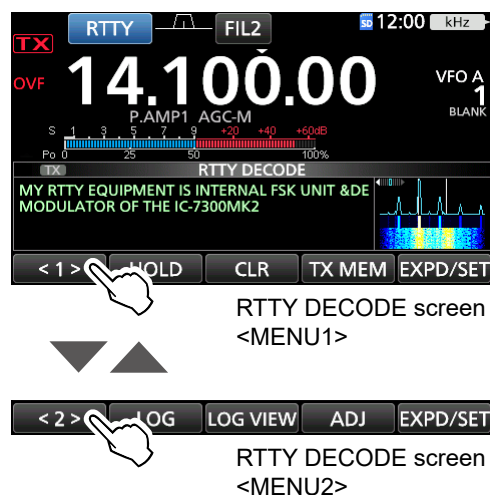 TX RTTY FIL2 SD 12:00 kHz
OVF 14.100.00 VFO A
1
P.AMP1 AGC-M BLANK
S 1 3 5 7 9 +20 +40 +60dB
Po 0 25 50 100%
TX RTTY DECODE
MY RTTY EQUIPMENT IS INTERNAL FSK UNIT &DE
MODULATOR OF THE IC-7300MK2
< 1 > HOLD CLR TX MEM EXPD/SET
RTTY DECODE screen
<MENU1>
< 2 > LOG LOG VIEW ADJ EXPD/SET
RTTY DECODE screen
<MENU2>